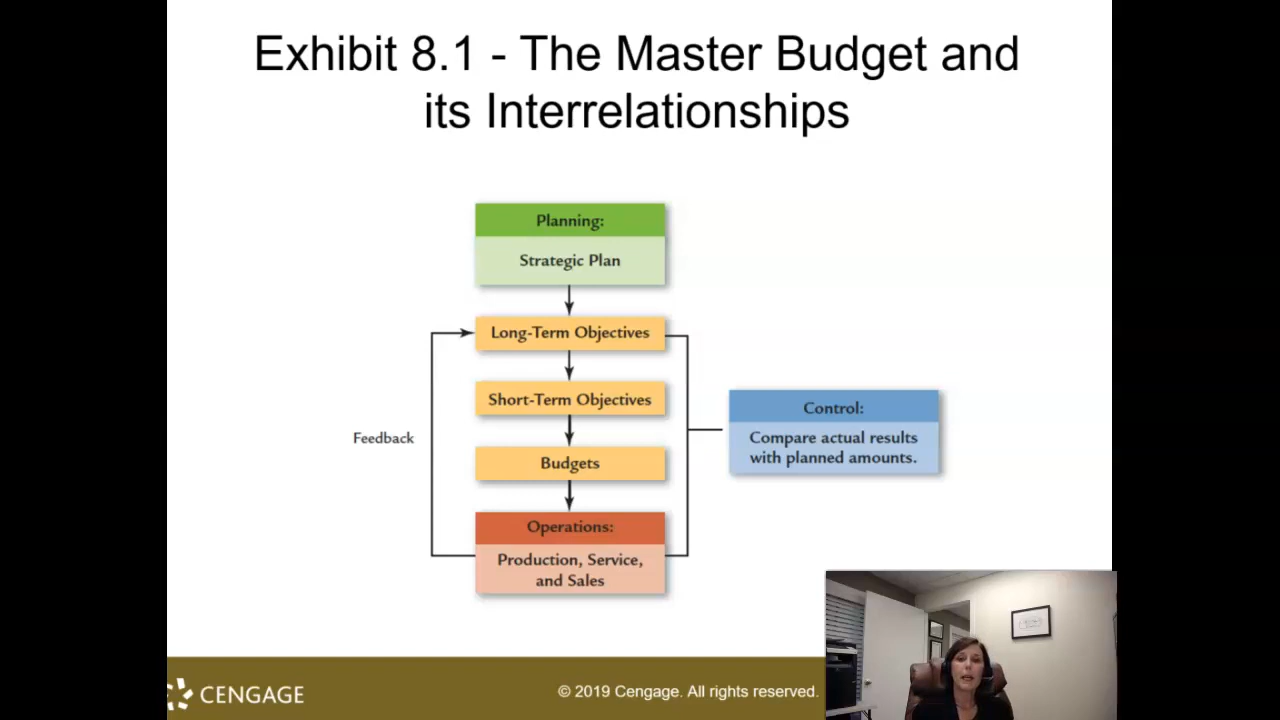 Exhibit 8.1 - The Master Budget and
its Interrelationships
Planning:
Strategic Plan
Long-Term Objectives
Short-Term Objectives
Feedback
Budgets
Operations:
Production, Service,
and Sales
Control:
Compare actual results
with planned amounts.
CENGAGE
© 2019 Cengage. All rights reserved.